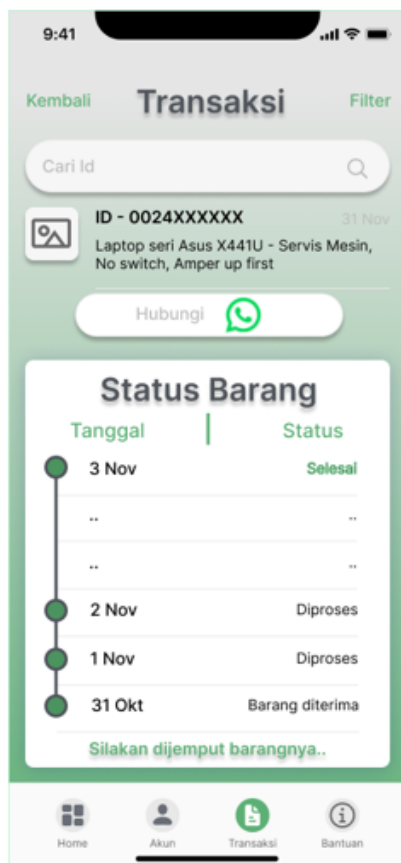 9:41
Kembali Transaksi Filter
Cari Id
ID - 0024XXXXXX 31 Nov
Laptop seri Asus X441U - Servis Mesin,
No switch, Amper up first
Hubungi
Status Barang
Tanggal Status
3 Nov Selesai
.. ..
.. ..
2 Nov Diproses
1 Nov Diproses
31 Okt Barang diterima
Silakan dijemput barangnya..
Home Akun Transaksi Bantuan